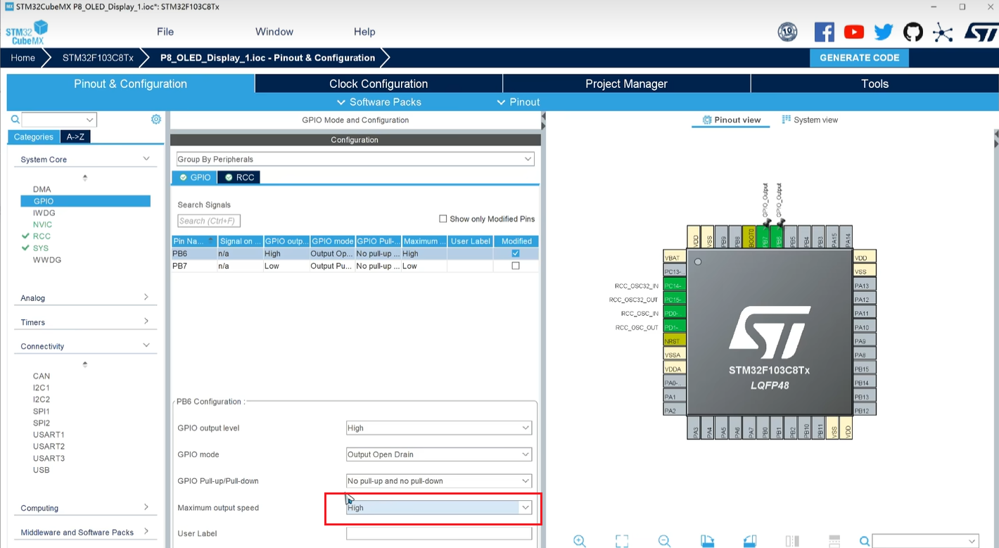 STM32CubeMX P8_OLED_Display_1.ioc*: STM32F103C8Tx
STM32
CubeMX
File Window Help
10
Home STM32F103C8Tx P8_OLED_Display_1.ioc - Pinout & Configuration GENERATE CODE
Pinout & Configuration Clock Configuration Project Manager Tools
Software Packs Pinout
GPIO Mode and Configuration
Pinout view System view
Categories A->Z
Configuration
System Core
Group By Peripherals
GPIO RCC
DMA
GPIO
IWDG
NVIC
RCC
SYS
WWDG
Search Signals
Search (Ctrl+F) Show only Modified Pins
Pin Na... Signal on ... GPIO outp... GPIO mode GPIO Pull-... Maximum ... User Label Modified
PB6 n/a High Output Op... No pull-up ... High
PB7 n/a Low Output Pu... No pull-up ... Low
Analog
Timers
Connectivity
CAN
I2C1
I2C2
SPI1
SPI2
USART1
USART2
USART3
USB
Computing
Middleware and Software Packs
PB6 Configuration :
GPIO output level High
GPIO mode Output Open Drain
GPIO Pull-up/Pull-down No pull-up and no pull-down
Maximum output speed High
User Label
GPIO_Output
GPIO_Output
VDD
VSS
PB9
PB8
BOOT0
PB7
PB6
PB5
PB4
PB3
PA15
PA14
VBAT
PC13-..
RCC_OSC32_IN PC14-
RCC_OSC32_OUT PC15-
RCC_OSC_IN PD0-
RCC_OSC_OUT PD1-
NRST
VSSA
VDDA
PA0-..
PA1
PA2
VDD
VSS
PA13
PA12
PA11
PA10
PA9
PA8
PB15
PB14
PB13
PB12
ST
STM32F103C8Tx
LQFP48
PA3
PA4
PA5
PA6
PA7
PB0
PB1
PB2
PB10
PB11
VSS
VDD